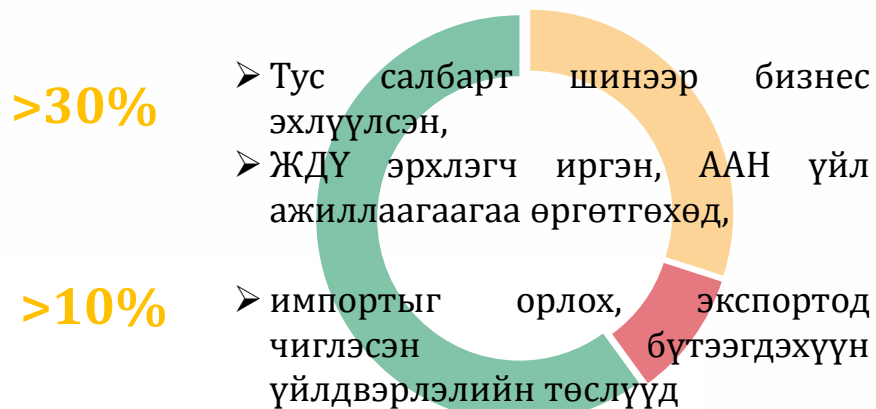 >30%
➢ Тус салбарт шинээр бизнес
эхлүүлсэн,
➢ ЖДҮ эрхлэгч иргэн, ААН үйл
ажиллаагаагаа өргөтгөхөд,
>10%
➢ импортыг орлох, экспортод
чиглэсэн бүтээгдэхүүн
үйлдвэрлэлийн төслүүд